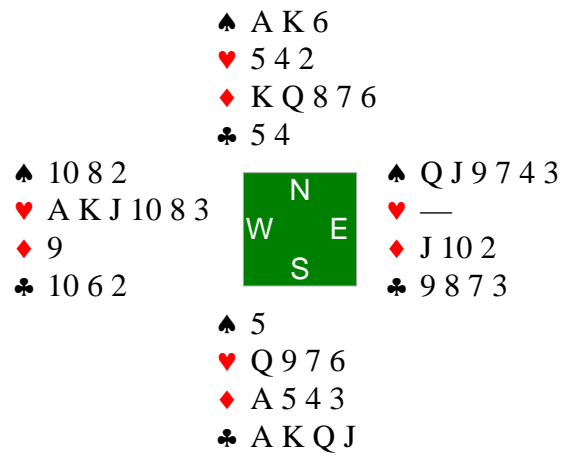 ♠ A K 6
♥ 5 4 2
♦ K Q 8 7 6
♣ 5 4
♠ 10 8 2
♥ A K J 10 8 3
♦ 9
♣ 10 6 2
N
W E
S
♠ Q J 9 7 4 3
♥ —
♦ J 10 2
♣ 9 8 7 3
♠ 5
♥ Q 9 7 6
♦ A 5 4 3
♣ A K Q J